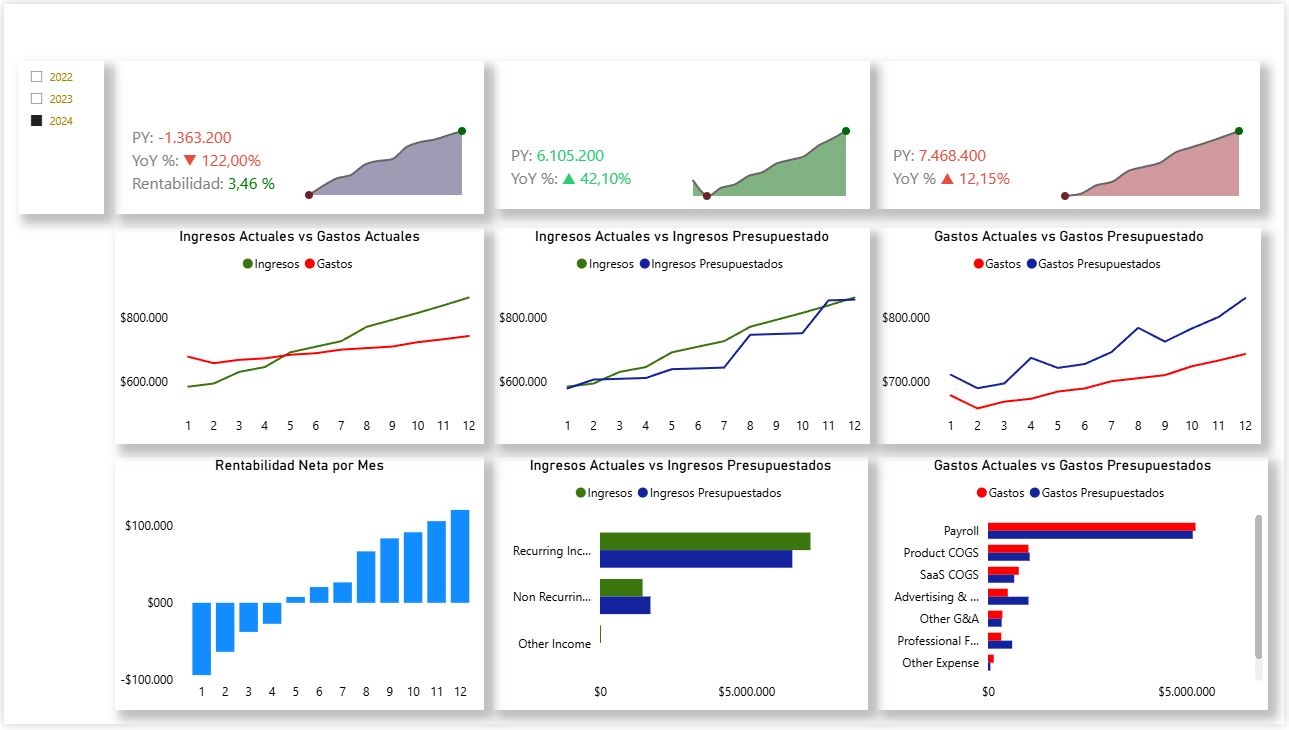 2022
2023
2024
PY: -1.363.200
YoY %: ▼ 122,00%
Rentabilidad: 3,46 %
PY: 6.105.200
YoY %: ▲ 42,10%
PY: 7.468.400
YoY % ▲ 12,15%
Ingresos Actuales vs Gastos Actuales
Ingresos Gastos
$800.000
$600.000
1 2 3 4 5 6 7 8 9 10 11 12
Ingresos Actuales vs Ingresos Presupuestado
Ingresos Ingresos Presupuestados
$800.000
$600.000
1 2 3 4 5 6 7 8 9 10 11 12
Gastos Actuales vs Gastos Presupuestado
Gastos Gastos Presupuestados
$800.000
$700.000
1 2 3 4 5 6 7 8 9 10 11 12
Rentabilidad Neta por Mes
$100.000
$000
-$100.000
1 2 3 4 5 6 7 8 9 10 11 12
Ingresos Actuales vs Ingresos Presupuestados
Ingresos Ingresos Presupuestados
Recurring Inc...
Non Recurrin...
Other Income
$0 $5.000.000
Gastos Actuales vs Gastos Presupuestados
Gastos Gastos Presupuestados
Payroll
Product COGS
SaaS COGS
Advertising & ...
Other G&A
Professional F...
Other Expense
$0 $5.000.000